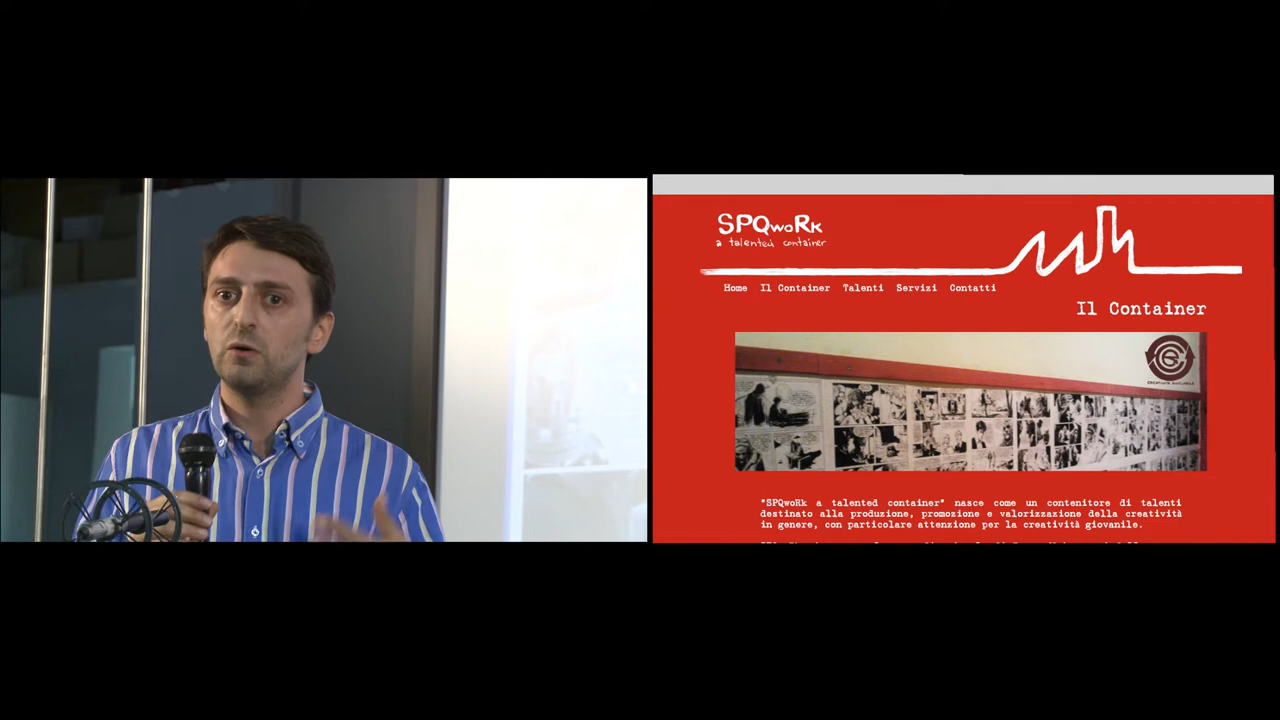 SPQwoRk
a talented container
Home Il Container Talenti Servizi Contatti
Il Container
"SPQwoRk a talented container" nasce come un contenitore di talenti
destinato alla produzione, promozione e valorizzazione della creatività
in genere, con particolare attenzione per la creatività giovanile.